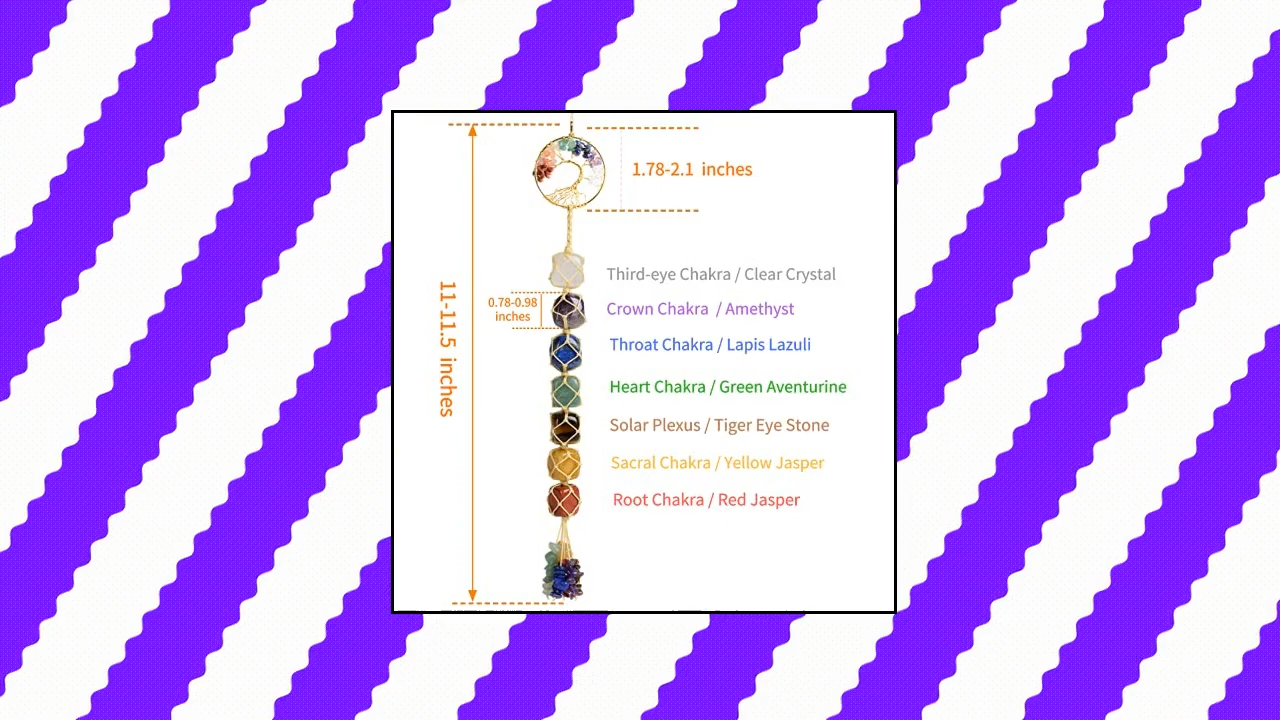 1.78-2.1 inches
Third-eye Chakra / Clear Crystal
0.78-0.98
inches
Crown Chakra / Amethyst
11-11.5 inches
Throat Chakra / Lapis Lazuli
Heart Chakra / Green Aventurine
Solar Plexus / Tiger Eye Stone
Sacral Chakra / Yellow Jasper
Root Chakra / Red Jasper